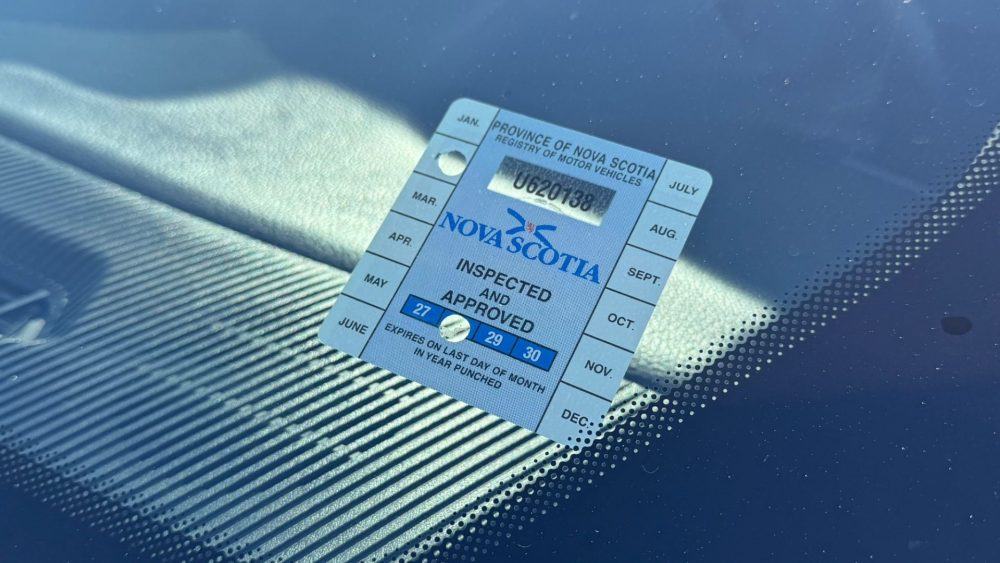 JAN.
MAR.
APR.
MAY
JUNE
PROVINCE OF NOVA SCOTIA
REGISTRY OF MOTOR VEHICLES
U620138
NOVA SCOTIA
INSPECTED
AND
APPROVED
27 29 30
EXPIRES ON LAST DAY OF MONTH
IN YEAR PUNCHED
JULY
AUG.
SEPT.
OCT.
NOV.
DEC.